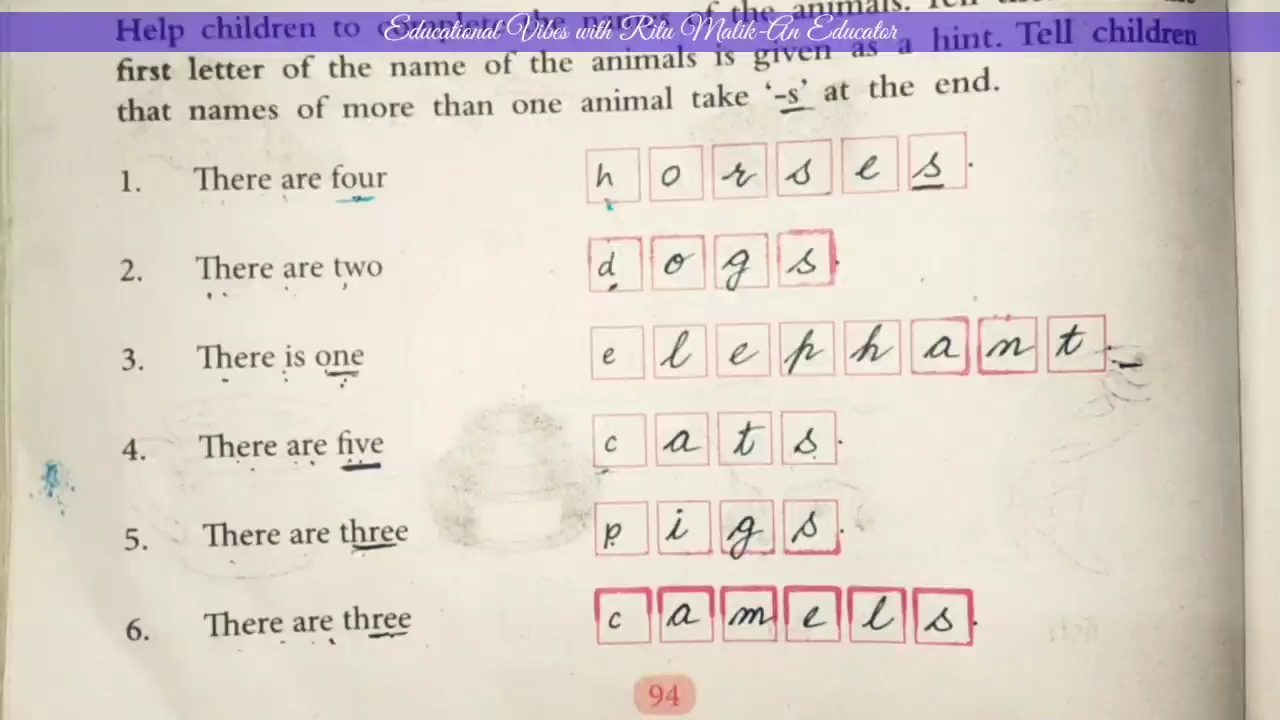 Educational Vibes with Ritu Malik-An Educator
Help children to complete the names of the animals. Tell
first letter of the name of the animals is given as a hint. Tell children
that names of more than one animal take ‘-s’ at the end.
1. There are four horses.
2. There are two dogs.
3. There is one elephant.
4. There are five cats.
5. There are three pigs.
6. There are three camels.
94